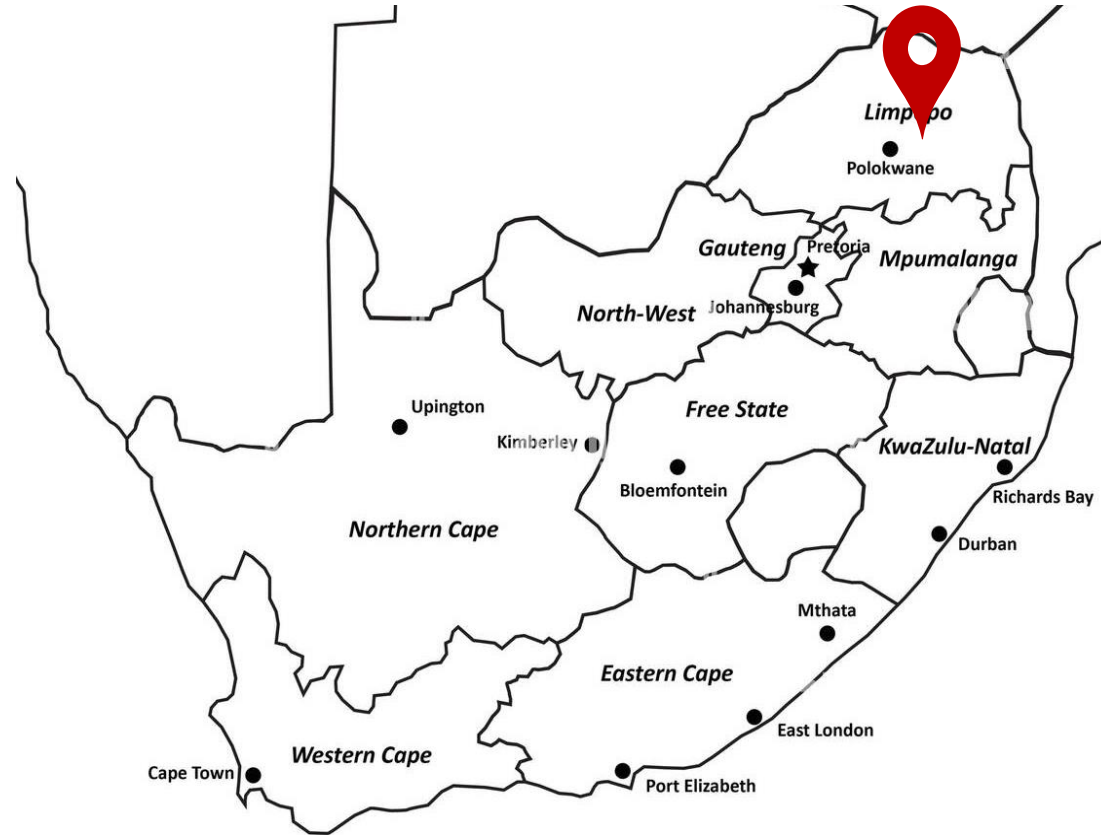 Limpopo
Polokwane
Gauteng
Pretoria
Mpumalanga
North-West
Johannesburg
Upington
Free State
Kimberley
KwaZulu-Natal
Bloemfontein
Richards Bay
Northern Cape
Durban
Mthata
Eastern Cape
East London
Western Cape
Cape Town
Port Elizabeth